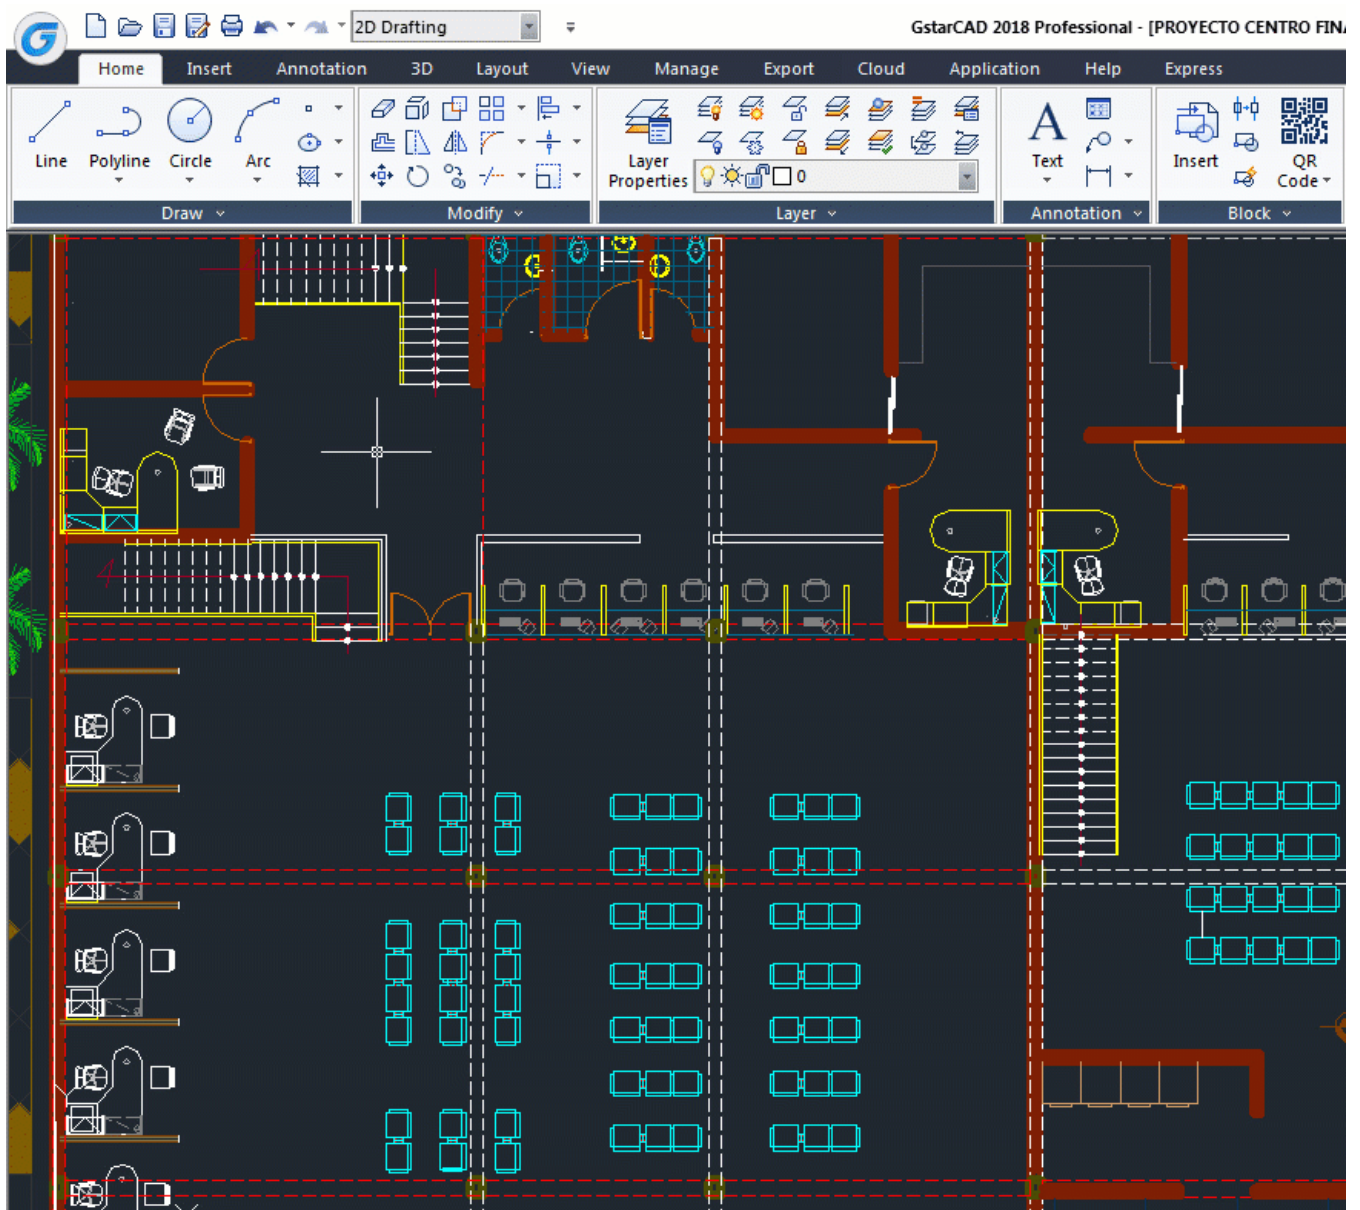 2D Drafting
GstarCAD 2018 Professional - [PROYECTO CENTRO FINA
Home Insert Annotation 3D Layout View Manage Export Cloud Application Help Express
Line Polyline Circle Arc
Layer Properties
0
Text
Insert
QR Code
Draw Modify Layer Annotation Block